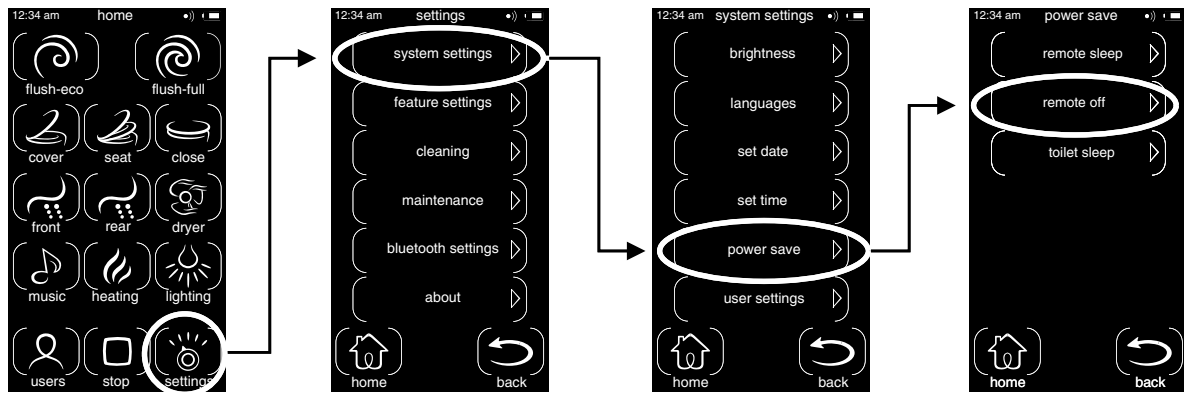 12:34 am home
flush-eco flush-full
cover seat close
front rear dryer
music heating lighting
users stop settings
12:34 am settings
system settings
feature settings
cleaning
maintenance
bluetooth settings
about
home back
12:34 am system settings
brightness
languages
set date
set time
power save
user settings
home back
12:34 am power save
remote sleep
remote off
toilet sleep
home back